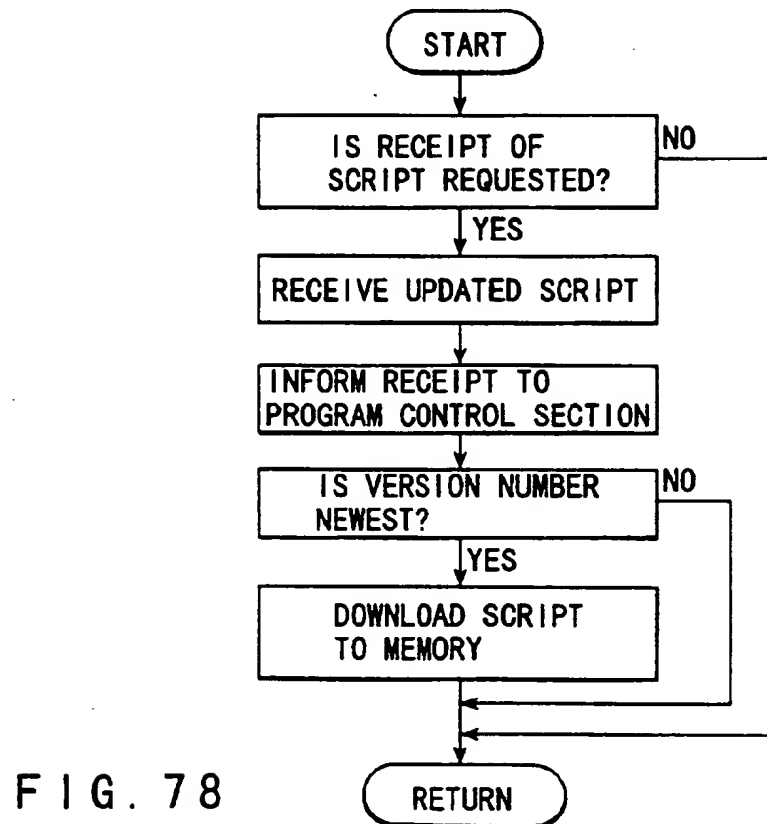 START
IS RECEIPT OF
SCRIPT REQUESTED?
NO
YES
RECEIVE UPDATED SCRIPT
INFORM RECEIPT TO
PROGRAM CONTROL SECTION
IS VERSION NUMBER
NEWEST?
NO
YES
DOWNLOAD SCRIPT
TO MEMORY
RETURN
FIG. 78